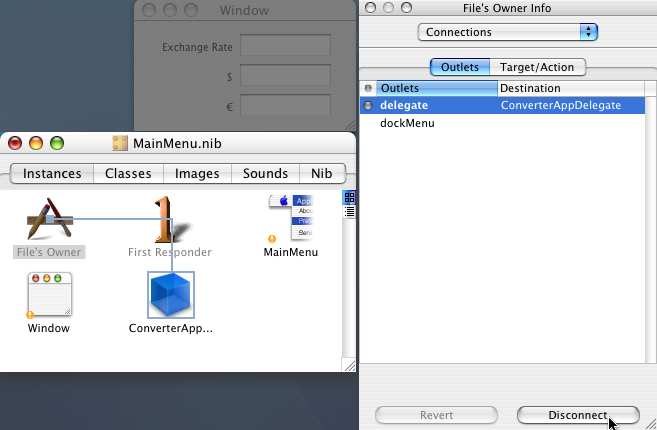 Window
Exchange Rate
$
€
MainMenu.nib
Instances
Classes
Images
Sounds
Nib
File's Owner
First Responder
MainMenu
Window
ConverterApp...
File's Owner Info
Connections
Outlets
Target/Action
Outlets
Destination
delegate
ConverterAppDelegate
dockMenu
Revert
Disconnect